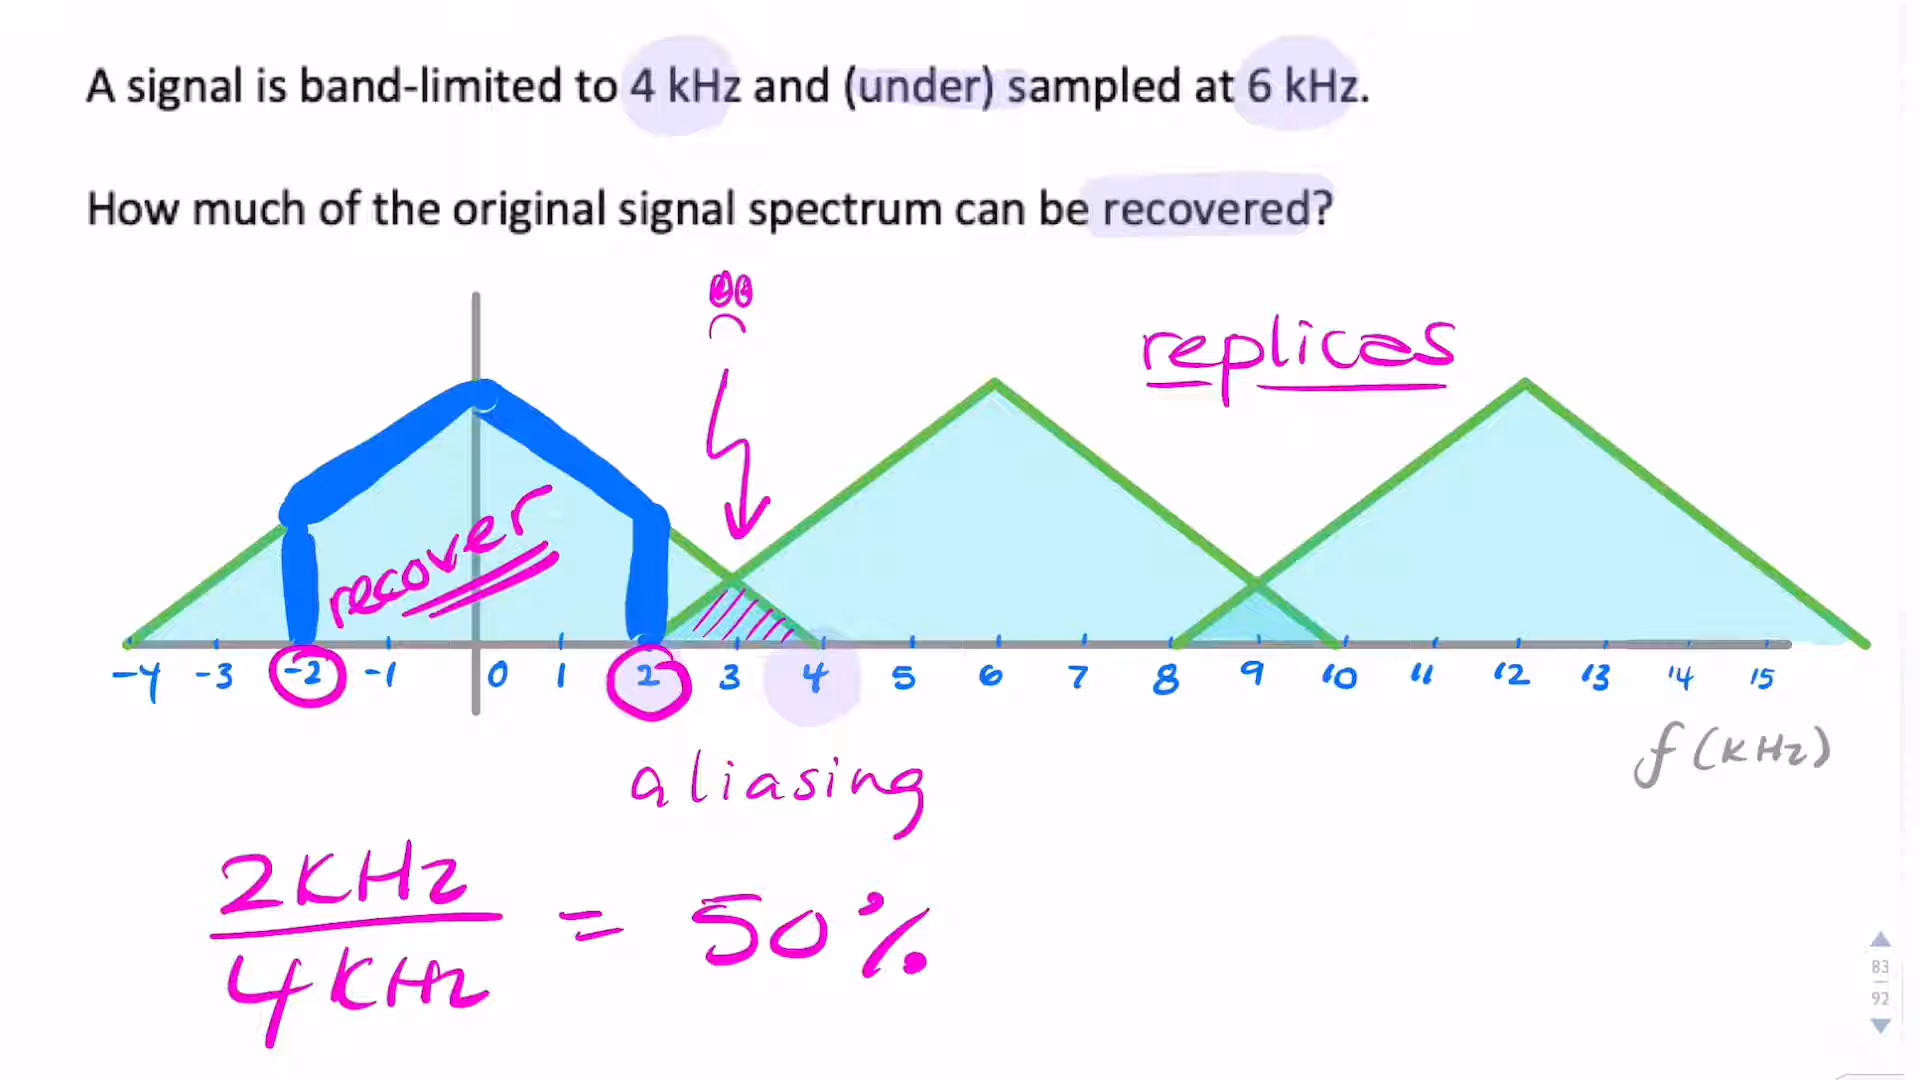 A signal is band-limited to 4 kHz and (under) sampled at 6 kHz.
How much of the original signal spectrum can be recovered?
replicas
recover
-4 -3 -2 -1 0 1 2 3 4 5 6 7 8 9 10 11 12 13 14 15
f (KHz)
aliasing
2KHz
4KHz
= 50%
83
92